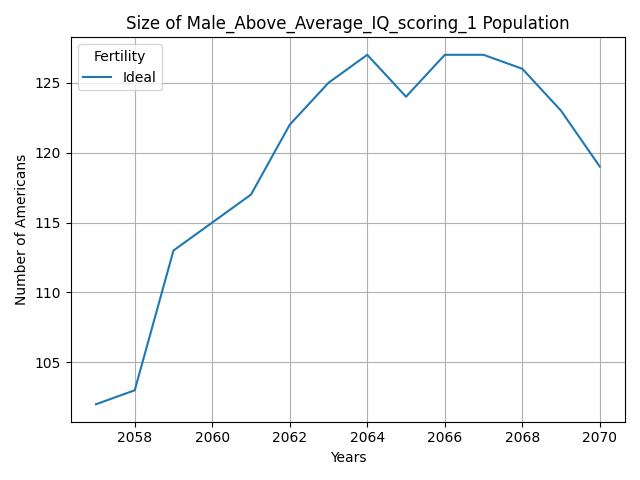 Size of Male_Above_Average_IQ_scoring_1 Population
Fertility
Ideal
125
120
115
110
105
Number of Americans
2058 2060 2062 2064 2066 2068 2070
Years